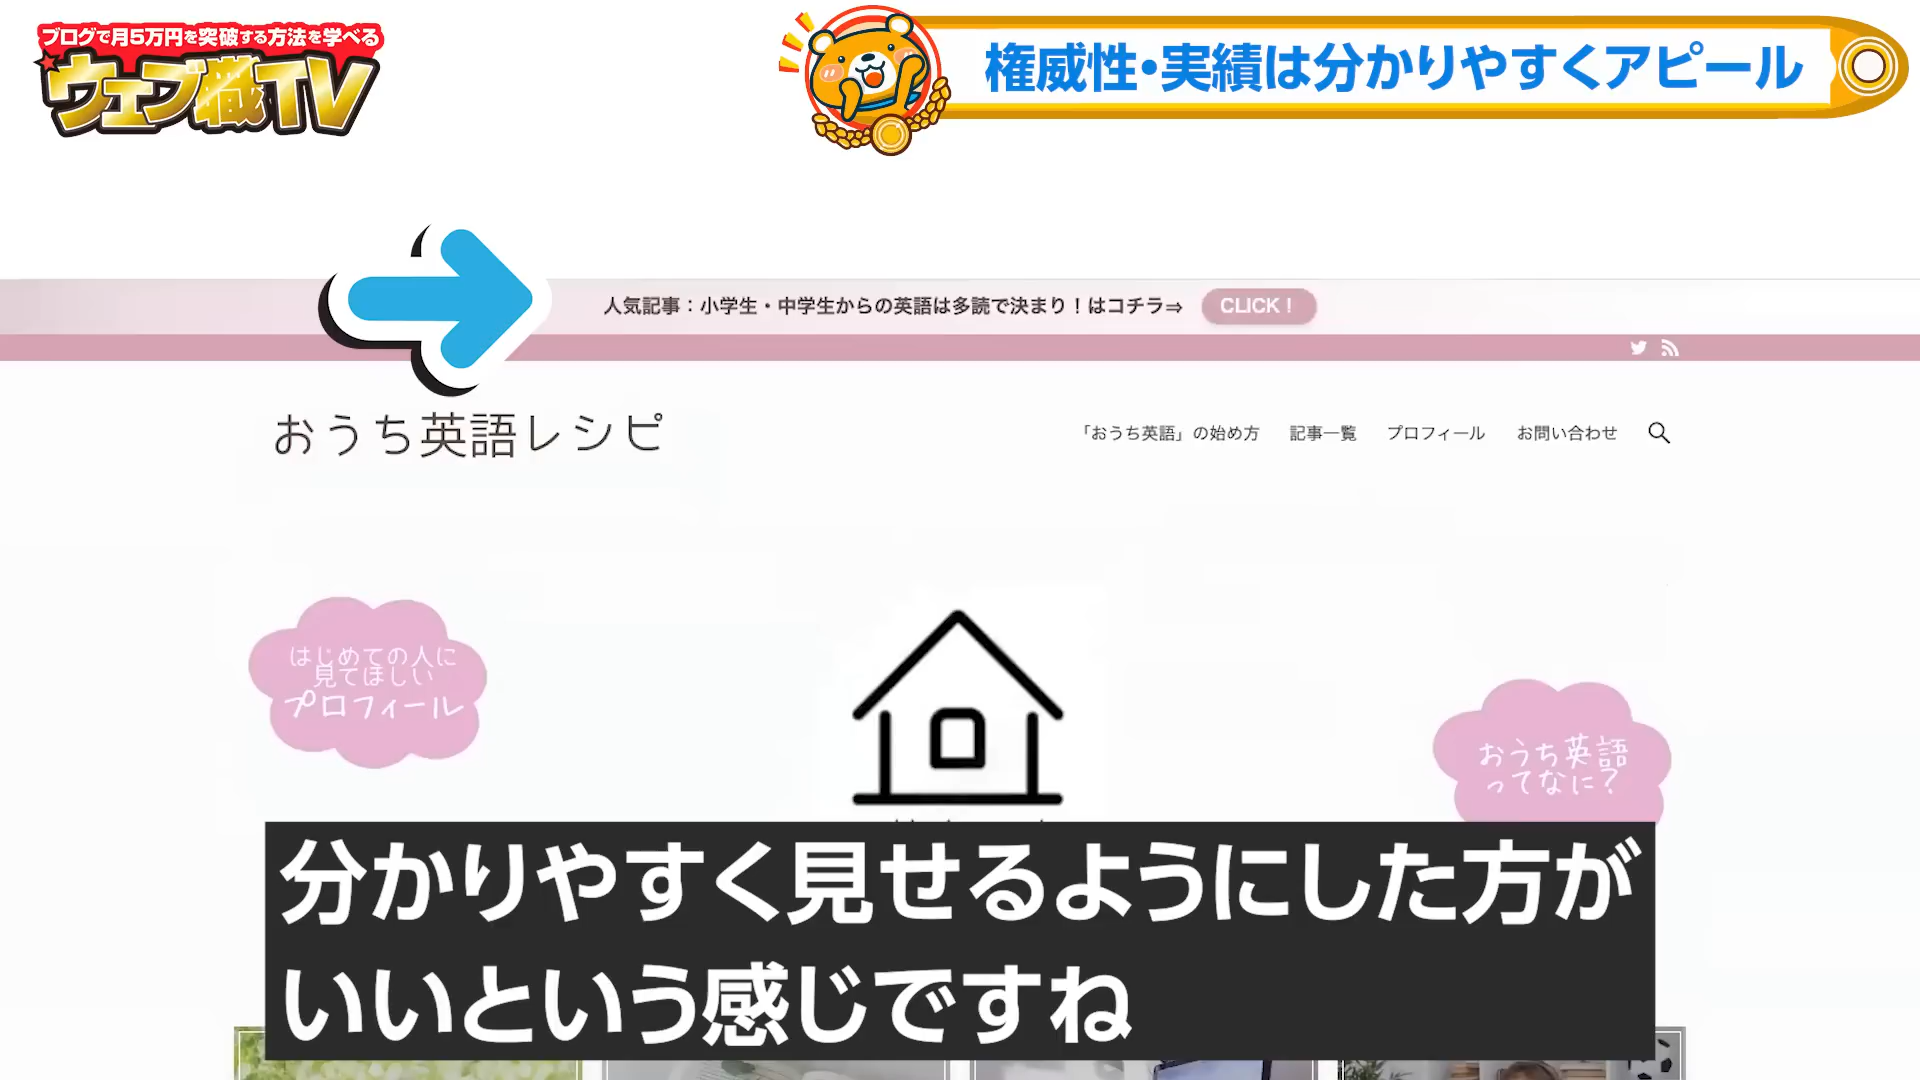 ブログで月5万円を突破する方法を学べる
ウェブ職TV
権威性・実績は分かりやすくアピール
人気記事：小学生・中学生からの英語は多読で決まり！はコチラ⇒ CLICK！
おうち英語レシピ
「おうち英語」の始め方 記事一覧 プロフィール お問い合わせ
はじめての人に
見てほしい
プロフィール
おうち英語
ってなに？
分かりやすく見せるようにした方が
いいという感じですね